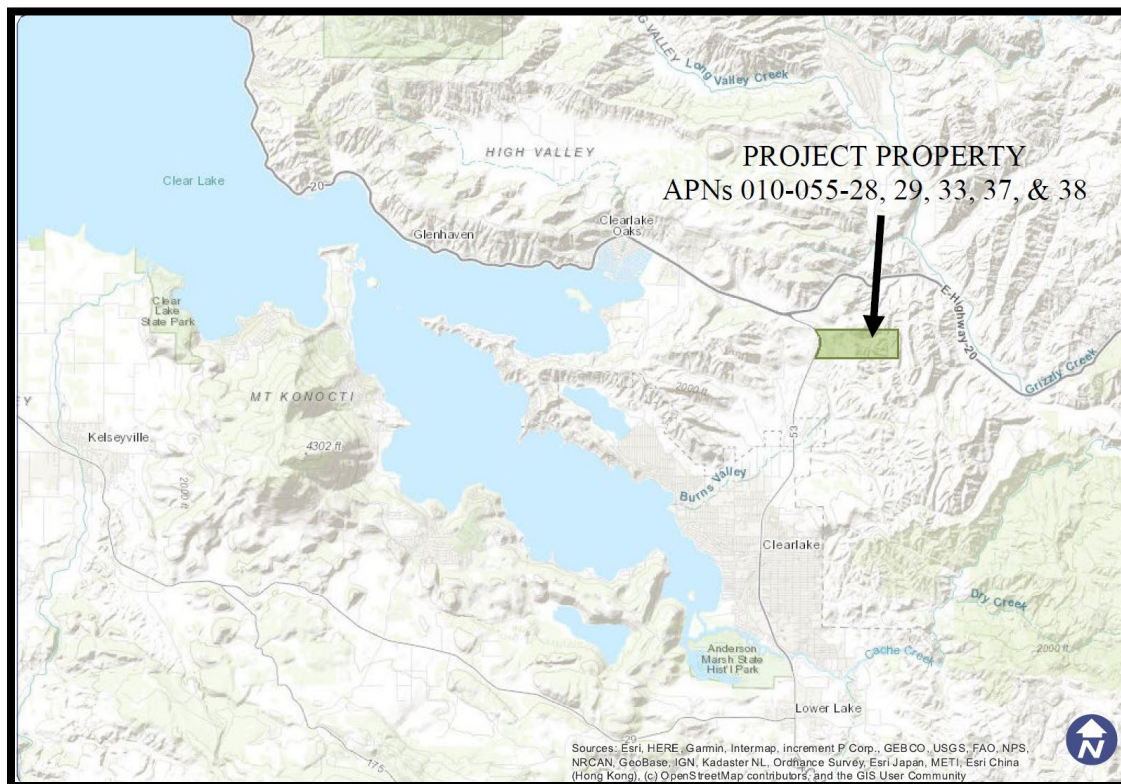 G VALLEY
Long Valley Creek
HIGH VALLEY
PROJECT PROPERTY
APNs 010-055-28, 29, 33, 37, & 38
Clear Lake
20
Clearlake
Oaks
Glenhaven
E-Highway-20
Clear
Lake
State Park
Grizzly Creek
2000 ft
MT KONOCTI
EY
53
Kelseyville
4302 ft
2000 ft
Burns Valley
Clearlake
Dry Creek
Anderson
Marsh State
Hist'l Park
Cache Creek
2000 ft
Lower Lake
29
175
Sources: Esri, HERE, Garmin, Intermap, increment P Corp., GEBCO, USGS, FAO, NPS,
NRCAN, GeoBase, IGN, Kadaster NL, Ordnance Survey, Esri Japan, METI, Esri China
(Hong Kong), (c) OpenStreetMap contributors, and the GIS User Community
N